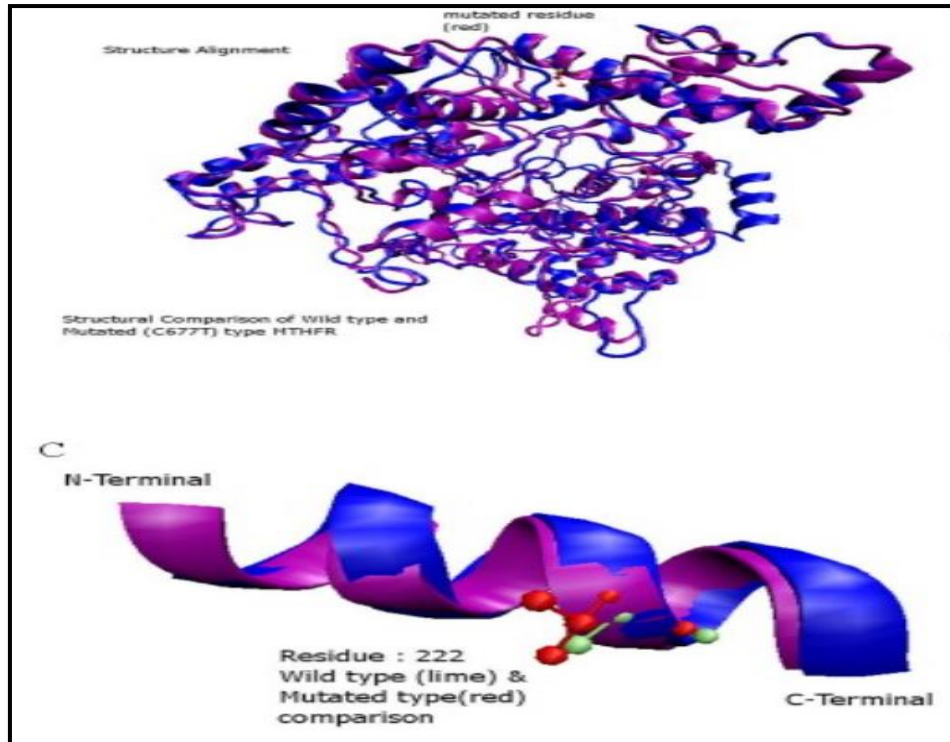 mutated residue
(red)
Structure Alignment
Structural Comparison of Wild type and
Mutated (C677T) type MTHFR
C
N-Terminal
Residue : 222
Wild type (lime) &
Mutated type(red)
comparison
C-Terminal